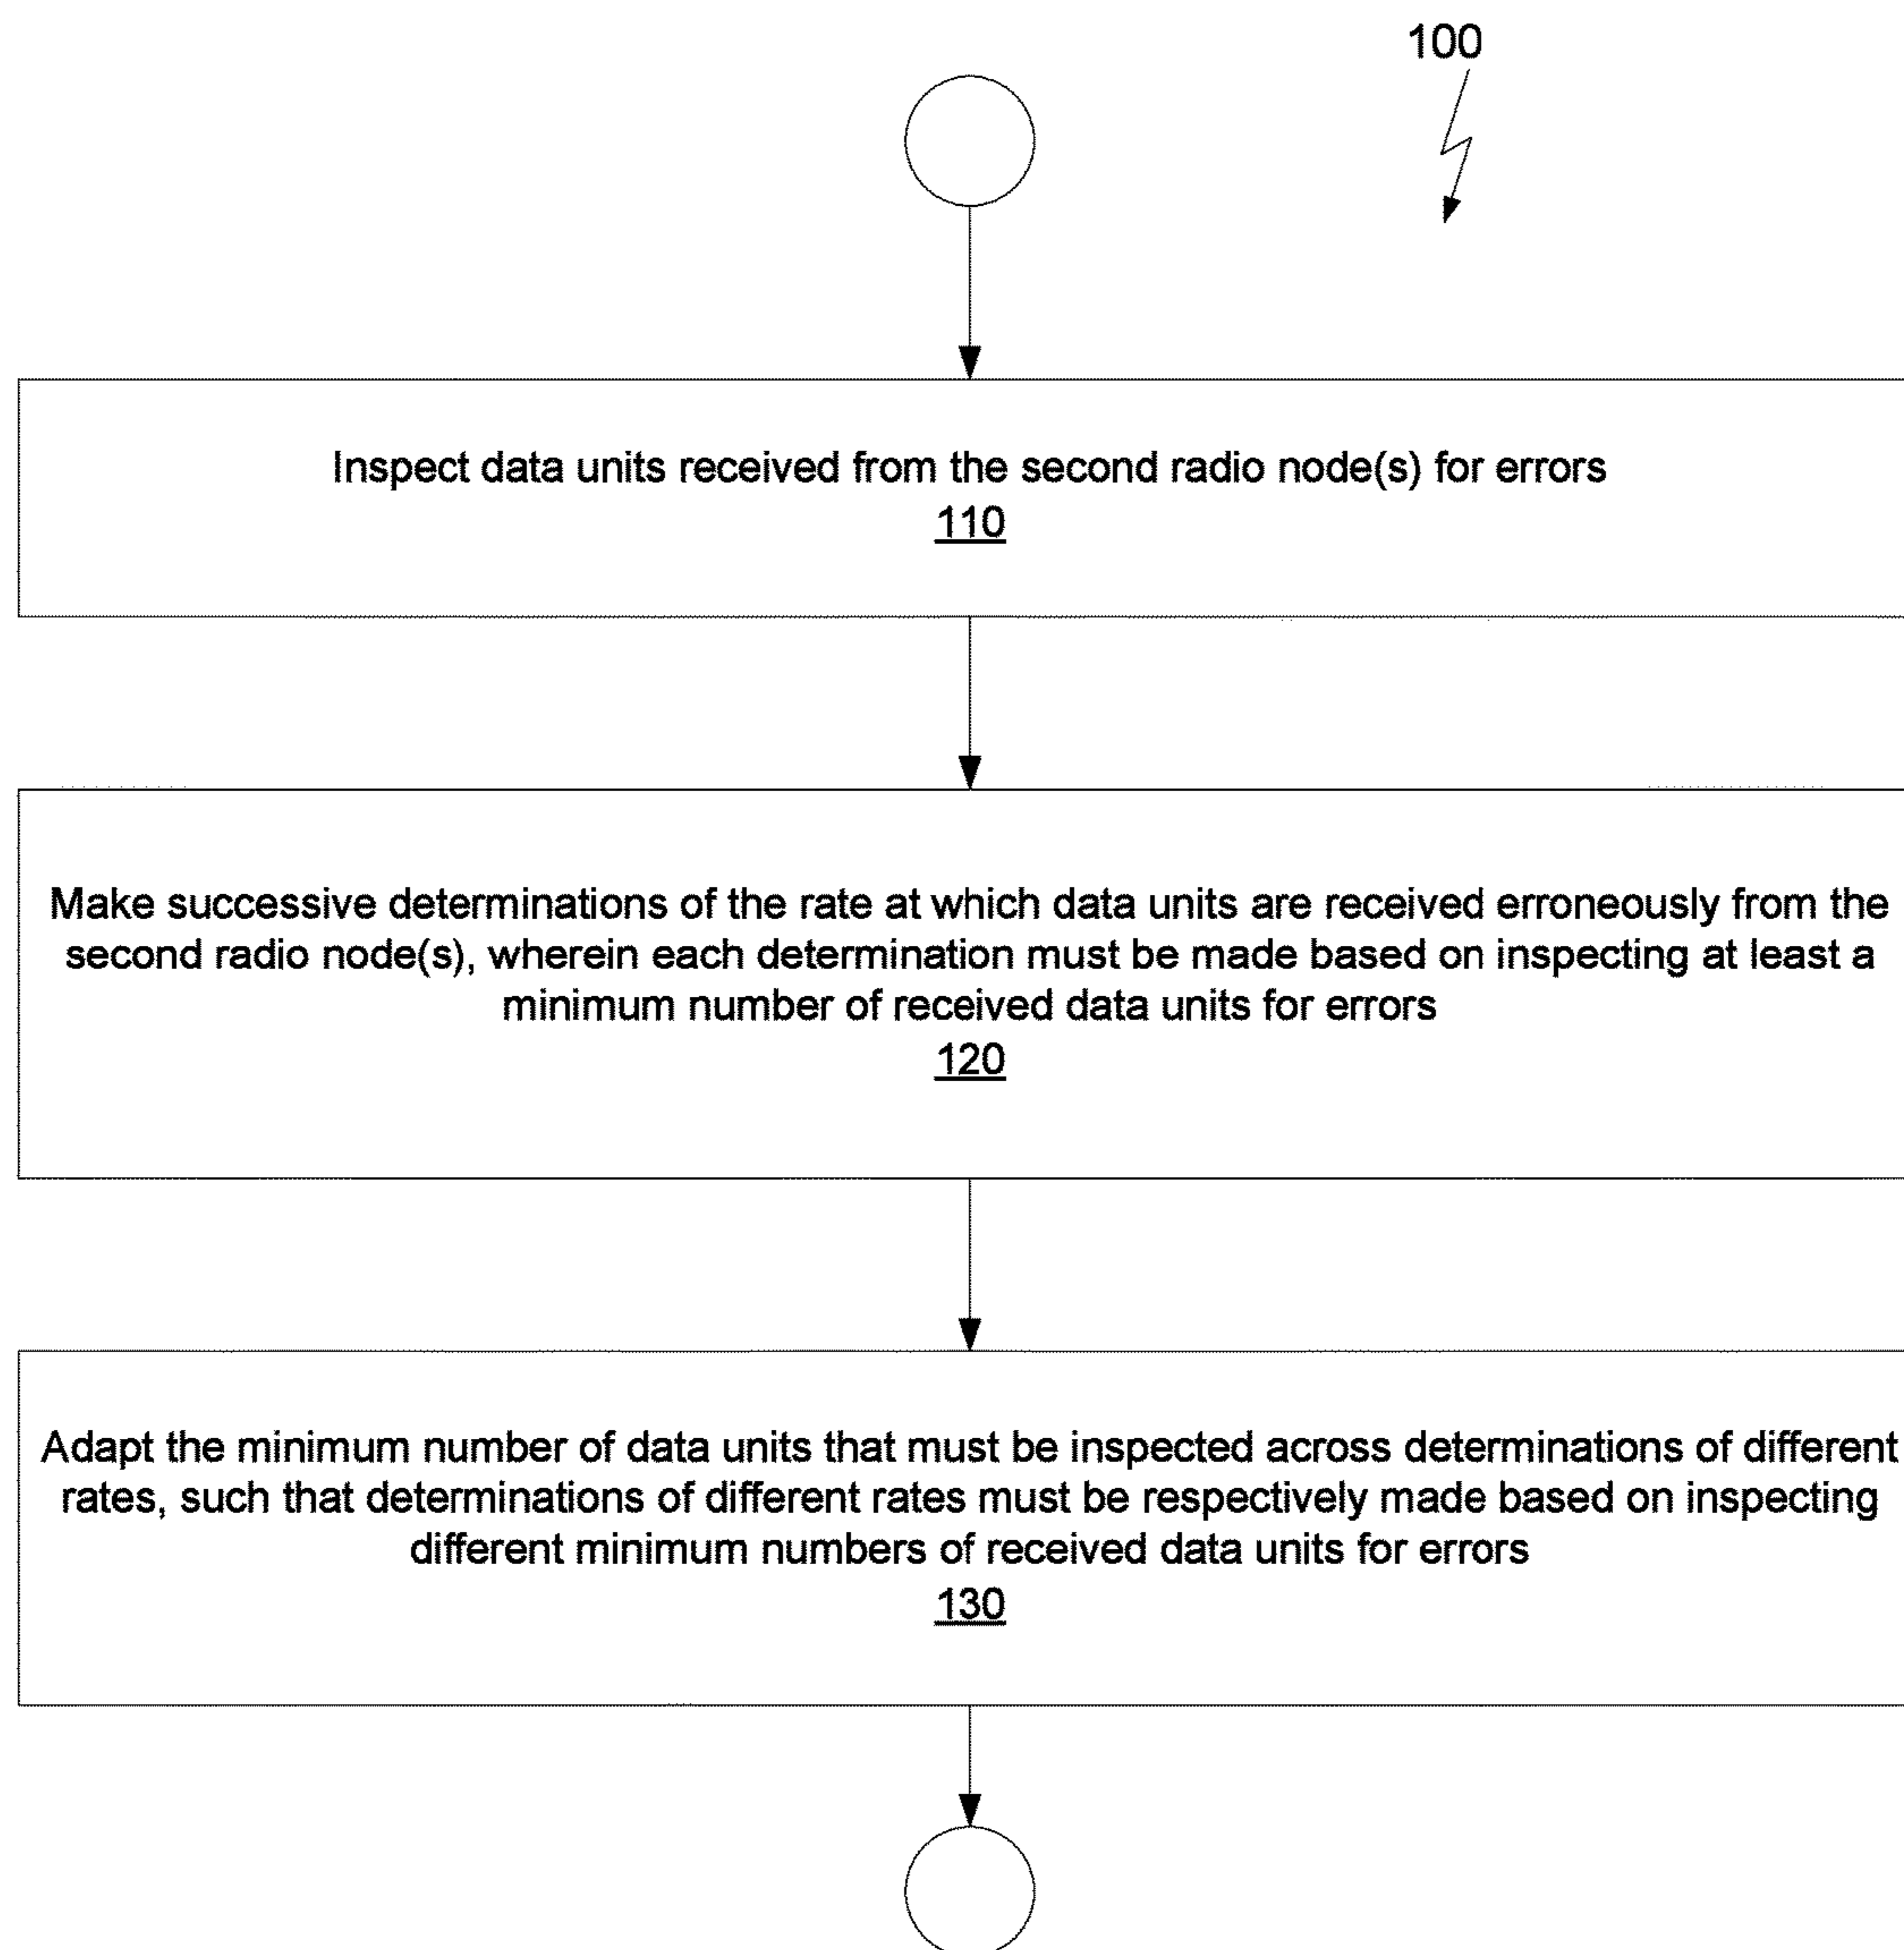 100
Inspect data units received from the second radio node(s) for errors
110
Make successive determinations of the rate at which data units are received erroneously from the
second radio node(s), wherein each determination must be made based on inspecting at least a
minimum number of received data units for errors
120
Adapt the minimum number of data units that must be inspected across determinations of different
rates, such that determinations of different rates must be respectively made based on inspecting
different minimum numbers of received data units for errors
130